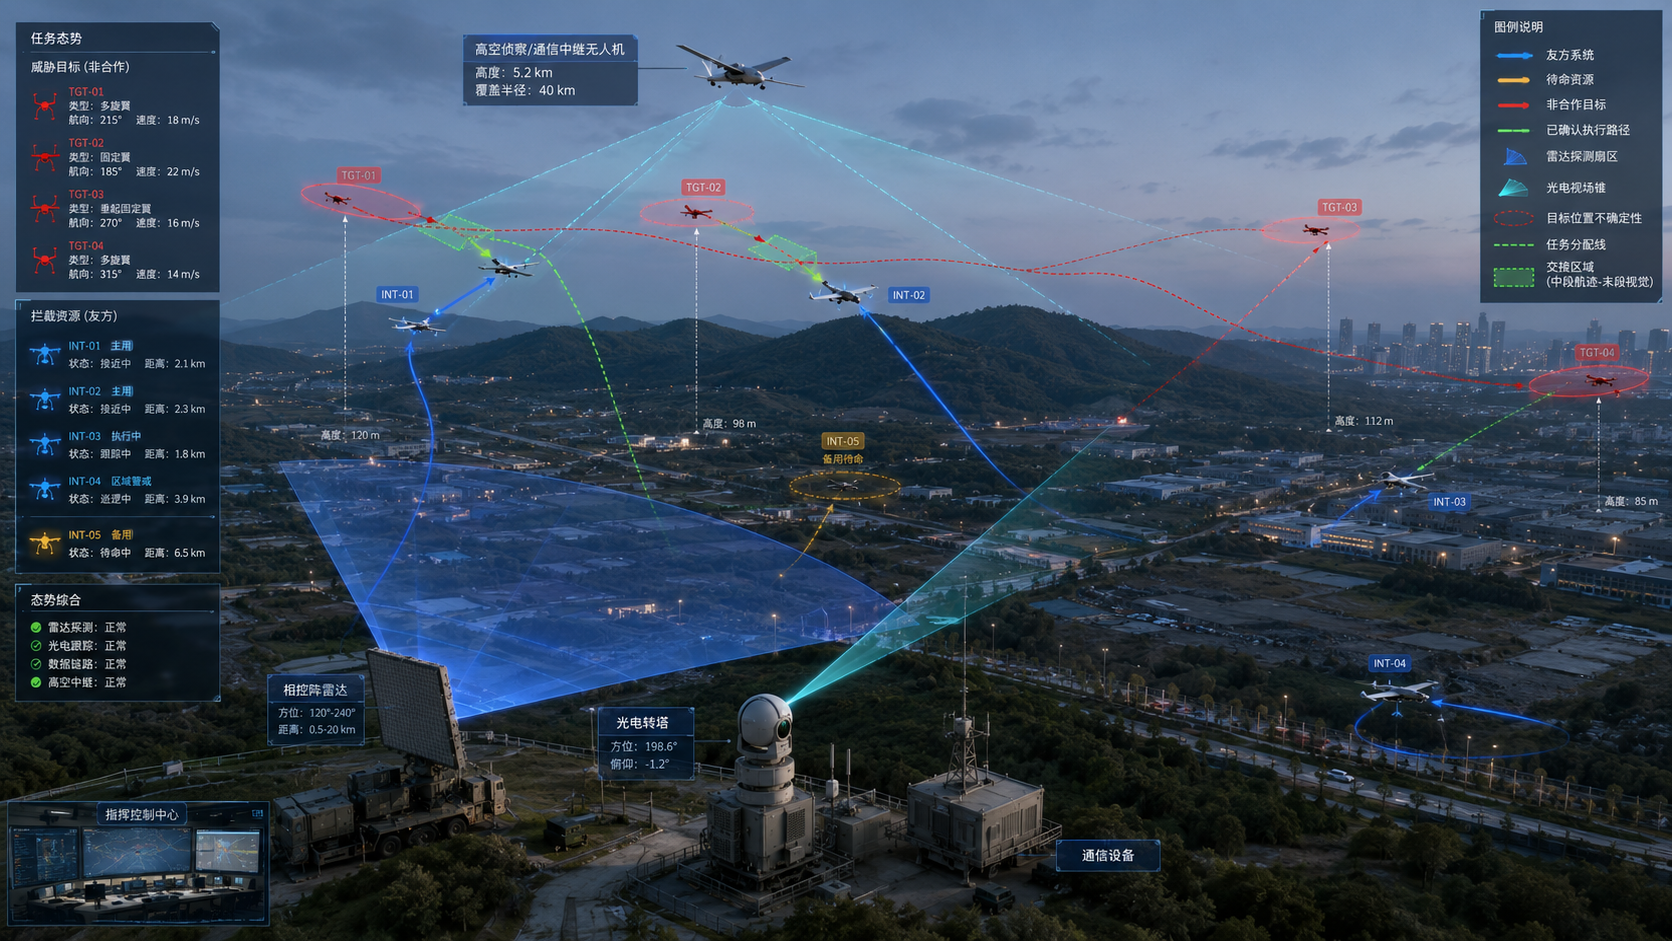 任务态势
威胁目标 (非合作)
TGT-01
类型: 多旋翼
航向: 215° 速度: 18 m/s
TGT-02
类型: 固定翼
航向: 185° 速度: 22 m/s
TGT-03
类型: 垂起固定翼
航向: 270° 速度: 16 m/s
TGT-04
类型: 多旋翼
航向: 315° 速度: 14 m/s
拦截资源 (友方)
INT-01 主用
状态: 接近中 距离: 2.1 km
INT-02 主用
状态: 接近中 距离: 2.3 km
INT-03 执行中
状态: 跟踪中 距离: 1.8 km
INT-04 区域警戒
状态: 巡逻中 距离: 3.9 km
INT-05 备用
状态: 待命中 距离: 6.5 km
态势综合
雷达探测: 正常
光电跟踪: 正常
数据链路: 正常
高空中继: 正常
指挥控制中心
高空侦察/通信中继无人机
高度: 5.2 km
覆盖半径: 40 km
TGT-01
TGT-02
TGT-03
TGT-04
INT-01
INT-02
高度: 120 m
高度: 98 m
高度: 112 m
高度: 85 m
INT-05
备用待命
INT-03
INT-04
相控阵雷达
方位: 120°-240°
距离: 0.5-20 km
光电转塔
方位: 198.6°
俯仰: -1.2°
通信设备
图例说明
友方系统
待命资源
非合作目标
已确认执行路径
雷达探测扇区
光电视场锥
目标位置不确定性
任务分配线
交接区域
(中段航迹-末段视觉)